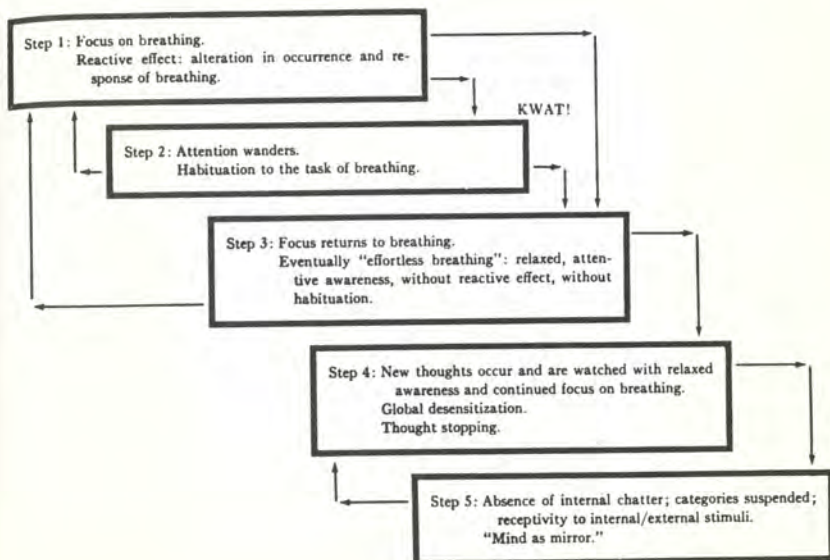 Step 1: Focus on breathing.
Reactive effect: alteration in occurrence and re-
sponse of breathing.
KWAT!
Step 2: Attention wanders.
Habituation to the task of breathing.
Step 3: Focus returns to breathing.
Eventually "effortless breathing": relaxed, atten-
tive awareness, without reactive effect, without
habituation.
Step 4: New thoughts occur and are watched with relaxed
awareness and continued focus on breathing.
Global desensitization.
Thought stopping.
Step 5: Absence of internal chatter; categories suspended;
receptivity to internal/external stimuli.
"Mind as mirror."